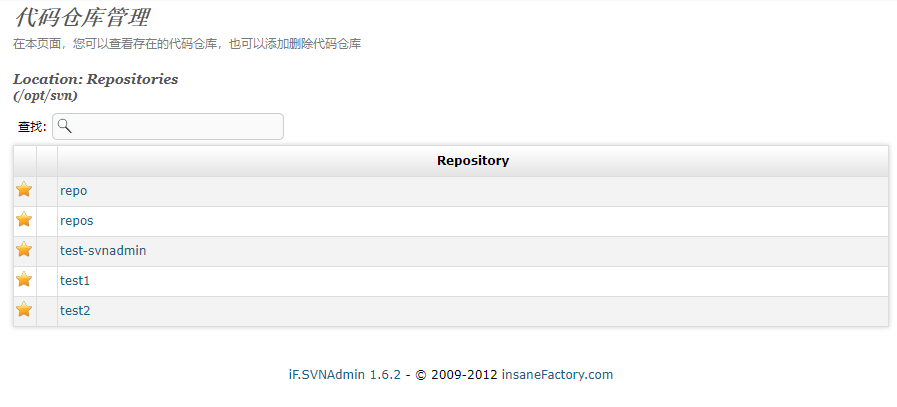 代码仓库管理
在本页面，您可以查看存在的代码仓库，也可以添加删除代码仓库
Location: Repositories
(/opt/svn)
查找:
Repository
repo
repos
test-svnadmin
test1
test2
iF.SVNAdmin 1.6.2 - © 2009-2012 insaneFactory.com